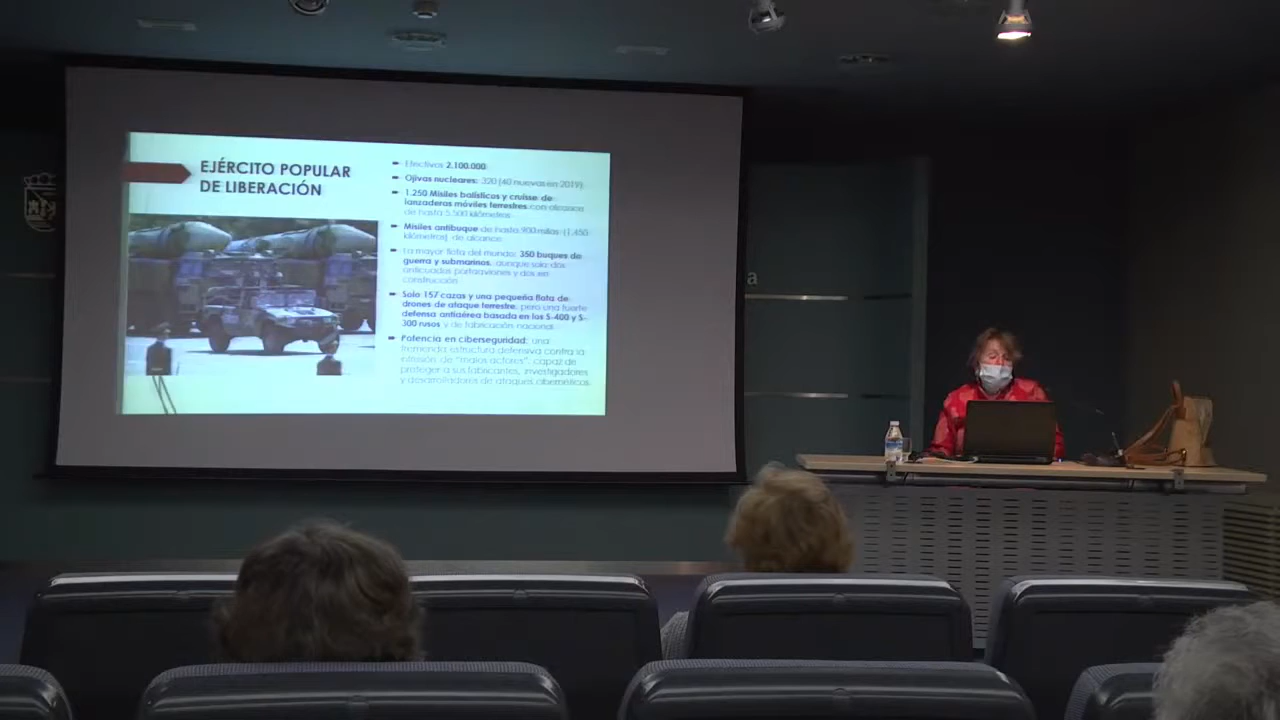 EJÉRCITO POPULAR
DE LIBERACIÓN
Efectivos 2.100.000
Ojivas nucleares: 320 (40 nuevas en 2019)
1.250 Misiles balísticos y cruisse de
lanzaderas móviles terrestres con alcance
de hasta 5.500 kilómetros
Misiles antibuque de hasta 900 millas (1.450
kilómetros) de alcance
La mayor flota del mundo: 350 buques de
guerra y submarinos, aunque solo dos
anticuados portaaviones y dos en
construcción
Solo 157 cazas y una pequeña flota de
drones de ataque terrestre, pero una fuerte
defensa antiaérea basada en los S-400 y S-
300 rusos y de fabricación nacional
Potencia en ciberseguridad: una
tremenda estructura defensiva contra la
intusión de "malos actores", capaz de
proteger a sus fabricantes, investigadores
y desarrolladores de ataques cibernéticos
a